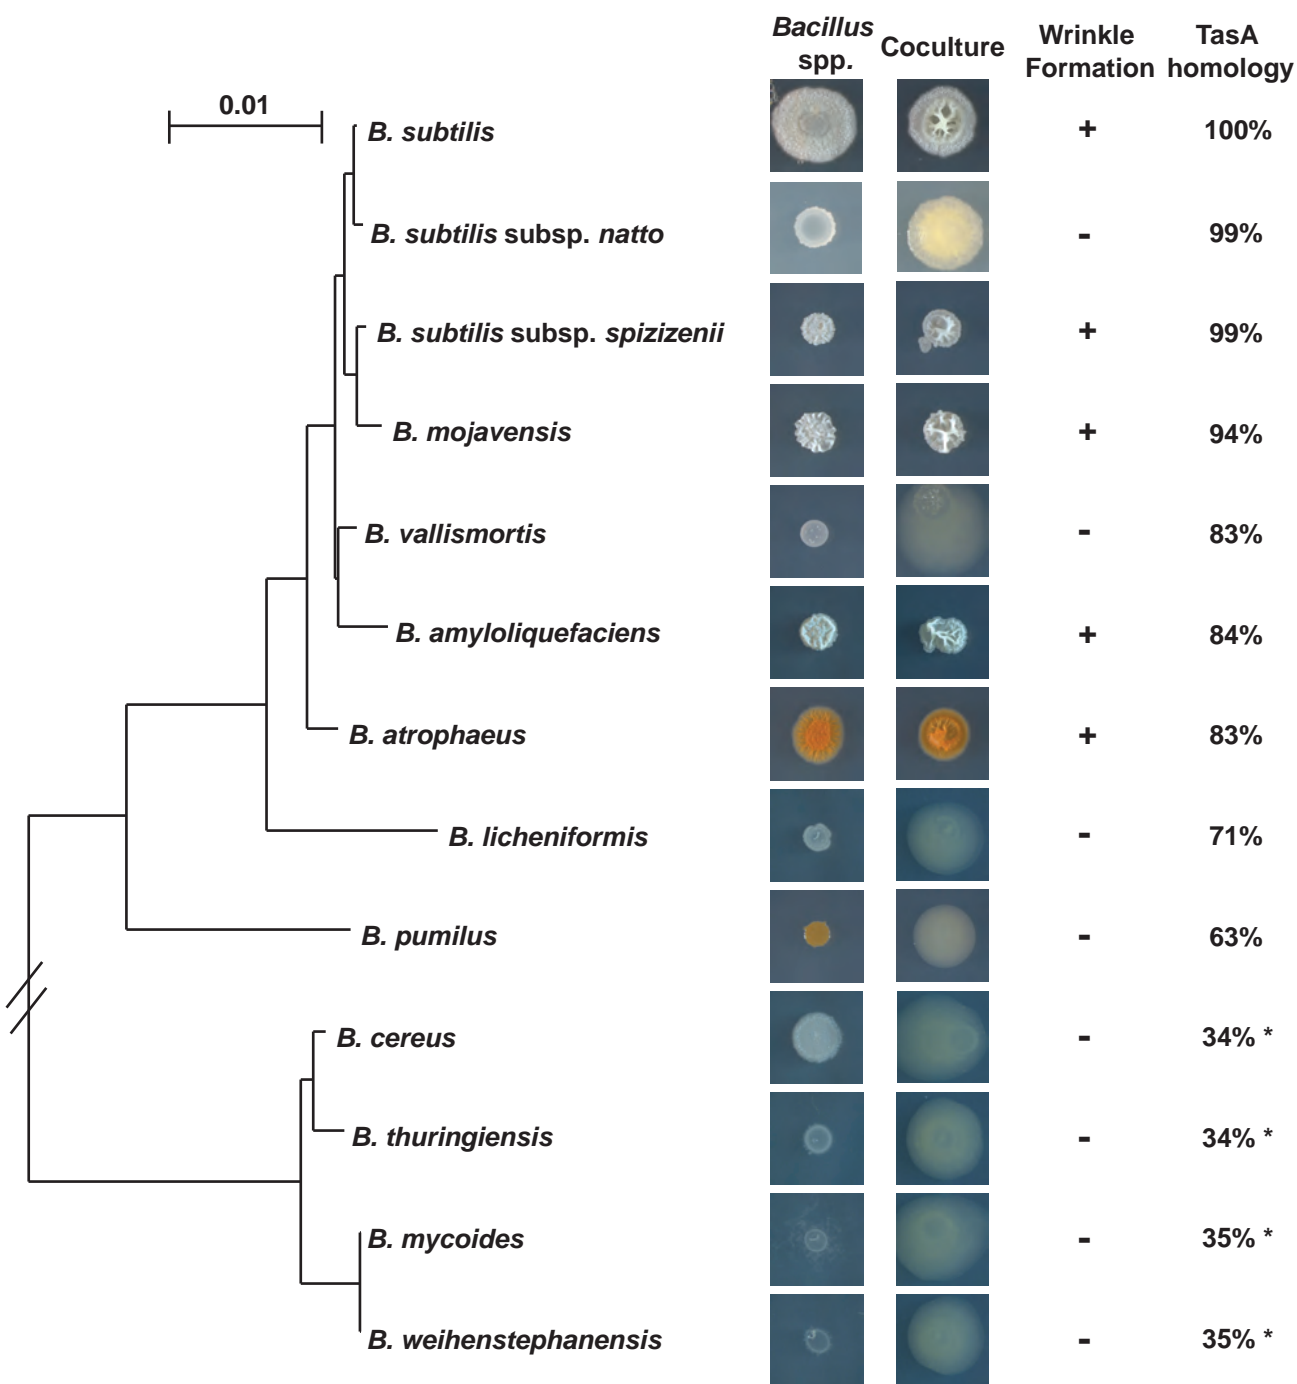 Bacillus spp. Coculture Wrinkle Formation TasA homology
0.01
B. subtilis + 100%
B. subtilis subsp. natto - 99%
B. subtilis subsp. spizizenii + 99%
B. mojavensis + 94%
B. vallismortis - 83%
B. amyloliquefaciens + 84%
B. atrophaeus + 83%
B. licheniformis - 71%
B. pumilus - 63%
B. cereus - 34% *
B. thuringiensis - 34% *
B. mycoides - 35% *
B. weihenstephanensis - 35% *